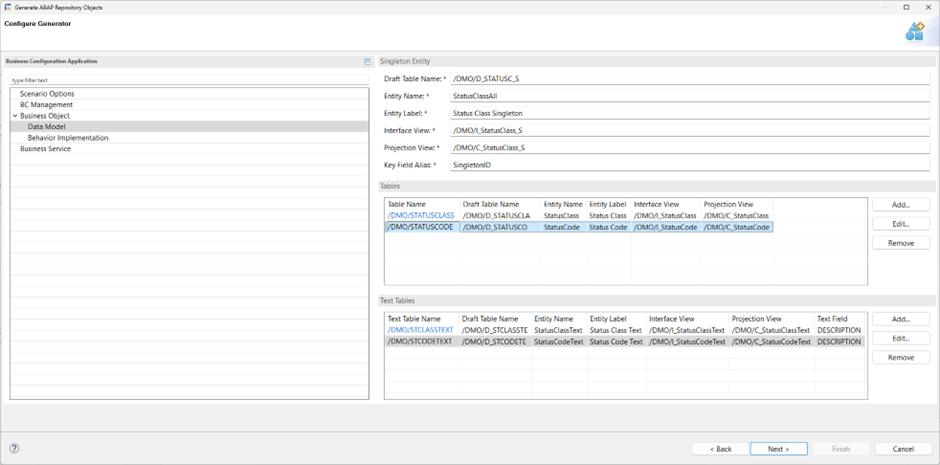 Generate ABAP Repository Objects
Configure Generator
Business Configuration Application
type filter text
Scenario Options
BC Management
Business Object
Data Model
Behavior Implementation
Business Service
Singleton Entity
Draft Table Name: * /DMO/D_STATUSC_S
Entity Name: * StatusClassAll
Entity Label: * Status Class Singleton
Interface View: * /DMO/I_StatusClass_S
Projection View: * /DMO/C_StatusClass_S
Key Field Alias: * SingletonID
Tables
Table Name Draft Table Name Entity Name Entity Label Interface View Projection View
/DMO/STATUSCLASS /DMO/D_STATUSCLA StatusClass Status Class /DMO/I_StatusClass /DMO/C_StatusClass
/DMO/STATUSCODE /DMO/D_STATUSCO StatusCode Status Code /DMO/I_StatusCode /DMO/C_StatusCode
Add...
Edit...
Remove
Text Tables
Text Table Name Draft Table Name Entity Name Entity Label Interface View Projection View Text Field
/DMO/STCLASSTEXT /DMO/D_STCLASSTE StatusClassText Status Class Text /DMO/I_StatusClassText /DMO/C_StatusClassText DESCRIPTION
/DMO/STCODETEXT /DMO/D_STCODETE StatusCodeText Status Code Text /DMO/I_StatusCodeText /DMO/C_StatusCodeText DESCRIPTION
Add...
Edit...
Remove
?
< Back Next > Finish Cancel